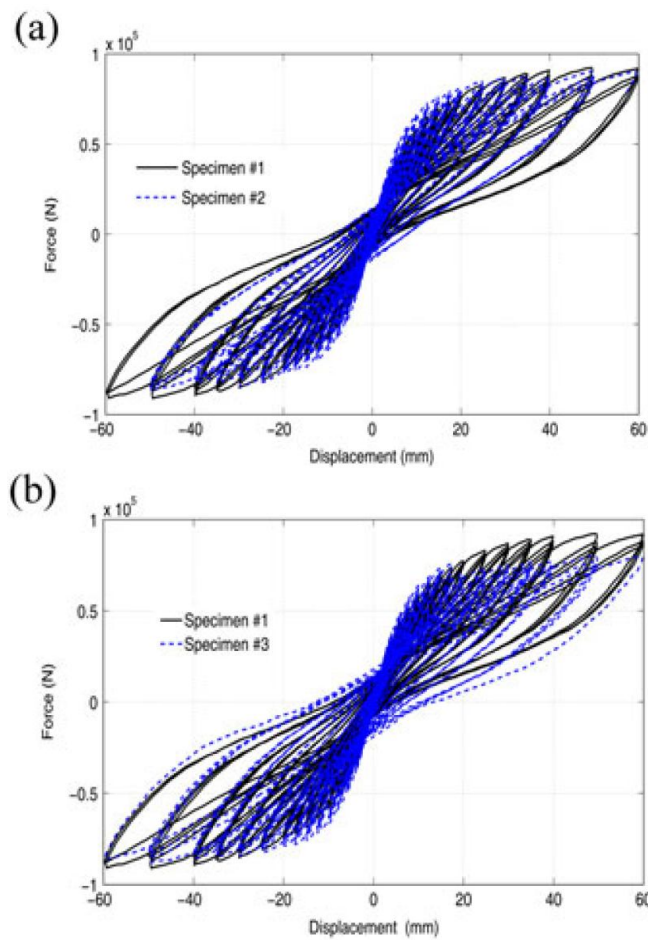 (a)
x 10^5
1
0.5
0
−0.5
−1
Force (N)
Specimen #1
Specimen #2
−60 −40 −20 0 20 40 60
Displacement (mm)
(b)
x 10^5
1
0.5
0
−0.5
−1
Force (N)
Specimen #1
Specimen #3
−60 −40 −20 0 20 40 60
Displacement (mm)